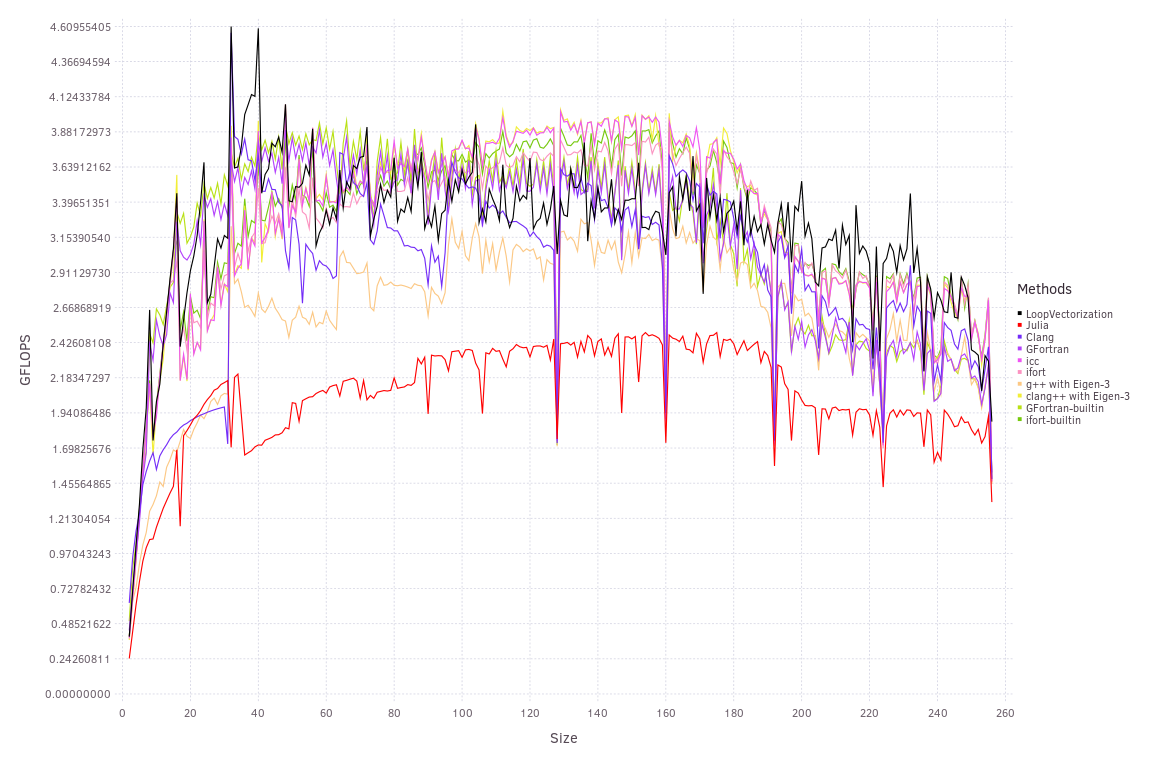 4.60955405
4.36694594
4.12433784
3.88172973
3.63912162
3.39651351
3.15390540
2.91129730
2.66868919
2.42608108
2.18347297
1.94086486
1.69825676
1.45564865
1.21304054
0.97043243
0.72782432
0.48521622
0.24260811
0.00000000
GFLOPS
0 20 40 60 80 100 120 140 160 180 200 220 240 260
Size
Methods
LoopVectorization
Julia
Clang
GFortran
icc
ifort
g++ with Eigen-3
clang++ with Eigen-3
GFortran-builtin
ifort-builtin